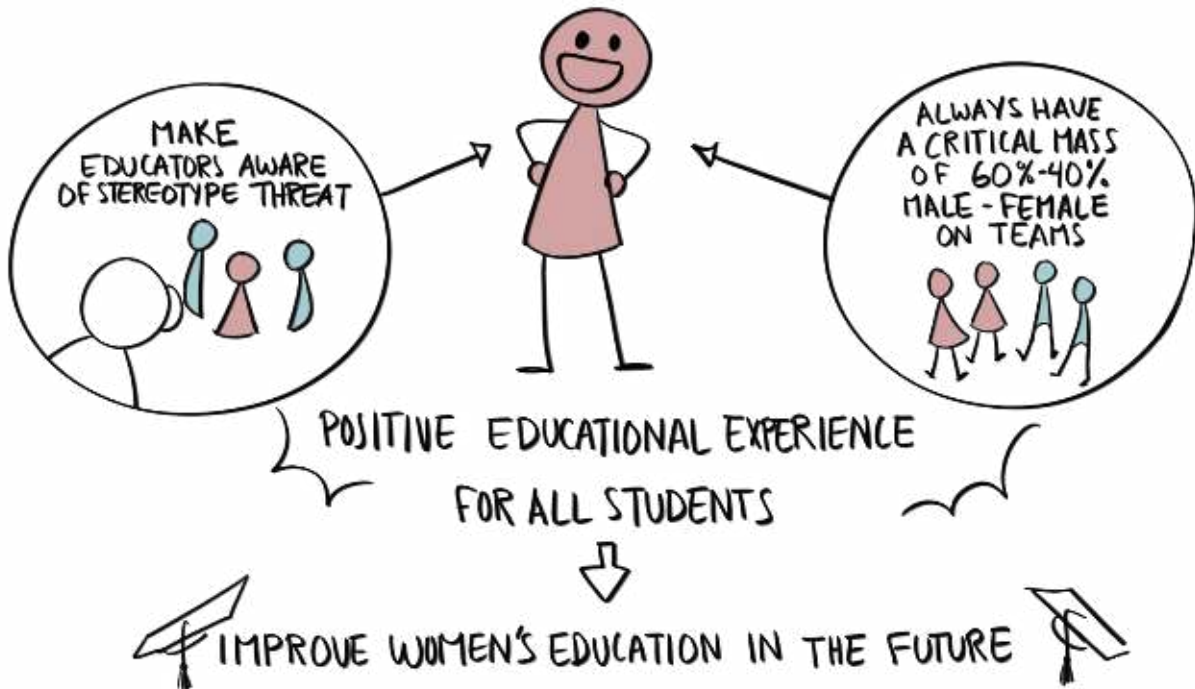 MAKE
EDUCATORS AWARE
OF STEREOTYPE THREAT
ALWAYS HAVE
A CRITICAL MASS
OF 60%-40%
MALE - FEMALE
ON TEAMS
POSITIVE EDUCATIONAL EXPERIENCE
FOR ALL STUDENTS
IMPROVE WOMEN'S EDUCATION IN THE FUTURE